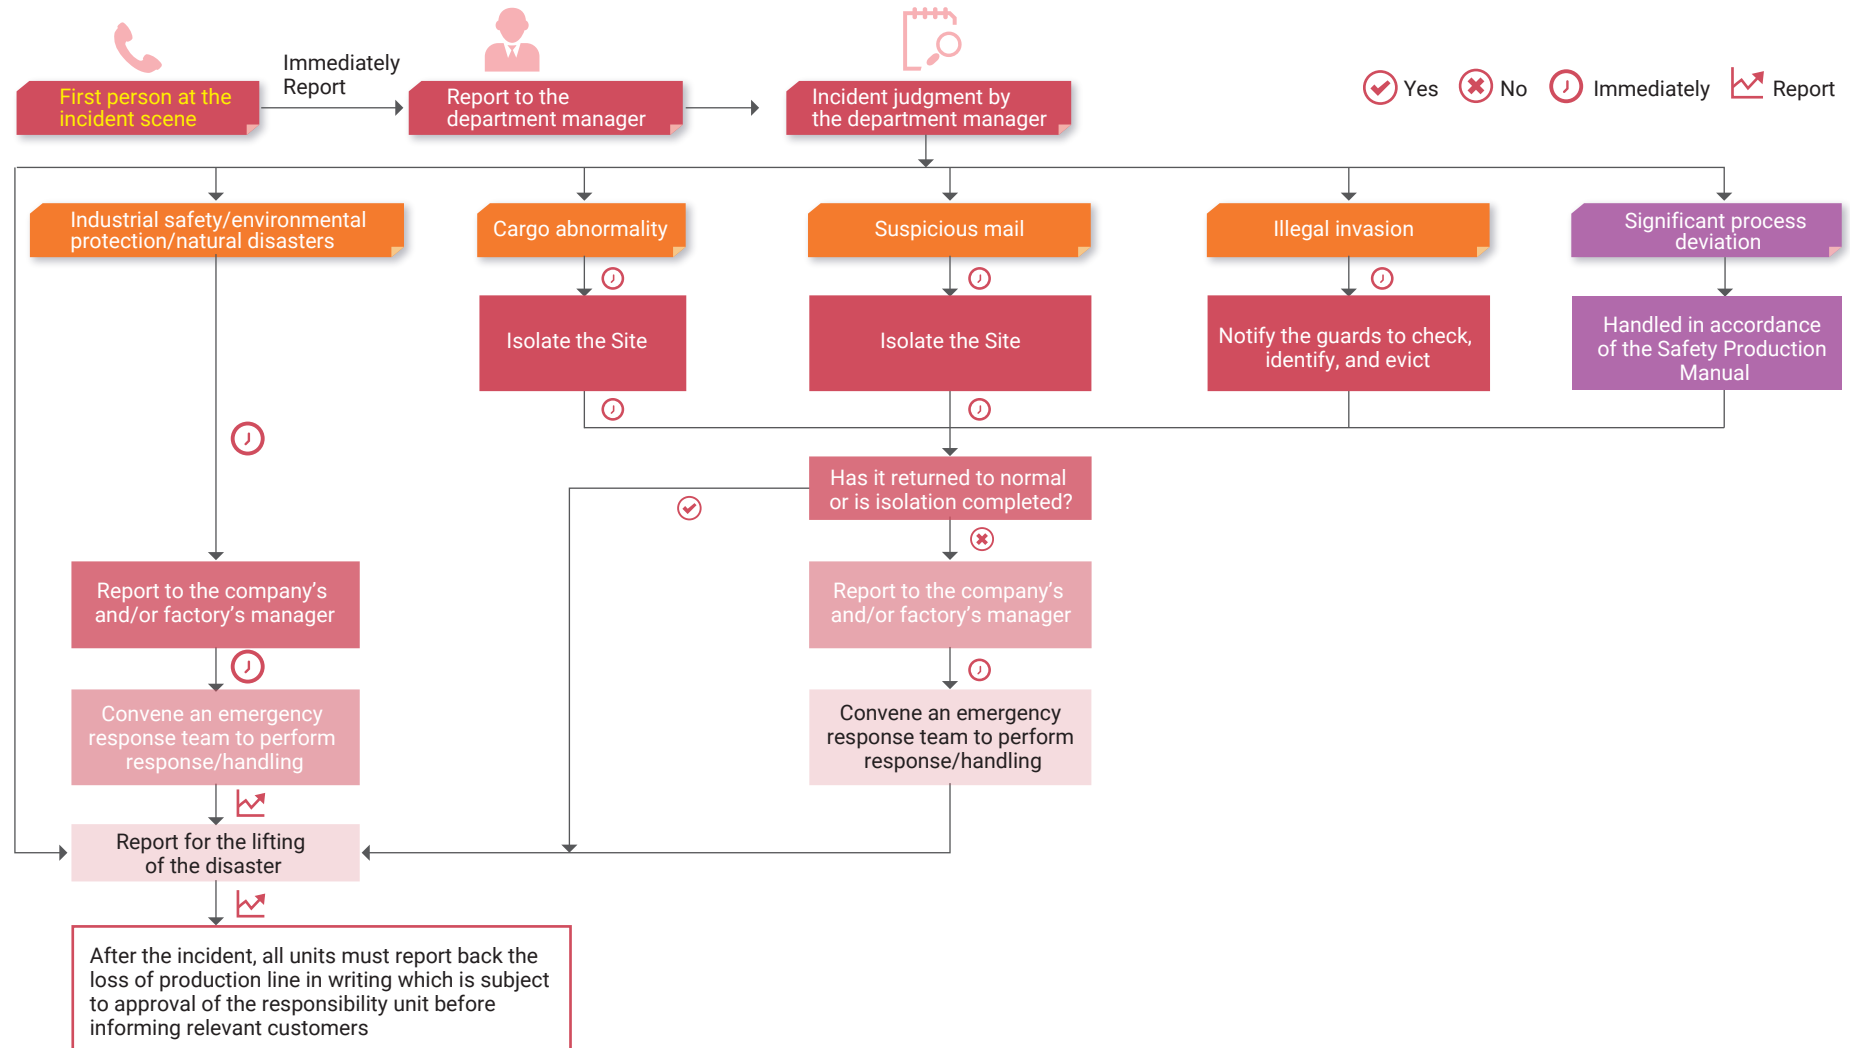 Immediately
Report
First person at the
incident scene
Report to the
department manager
Incident judgment by
the department manager
Yes
No
Immediately
Report
Industrial safety/environmental
protection/natural disasters
Cargo abnormality
Suspicious mail
Illegal invasion
Significant process
deviation
Isolate the Site
Isolate the Site
Notify the guards to check,
identify, and evict
Handled in accordance
of the Safety Production
Manual
Has it returned to normal
or is isolation completed?
Report to the company’s
and/or factory’s manager
Report to the company’s
and/or factory’s manager
Convene an emergency
response team to perform
response/handling
Convene an emergency
response team to perform
response/handling
Report for the lifting
of the disaster
After the incident, all units must report back the
loss of production line in writing which is subject
to approval of the responsibility unit before
informing relevant customers